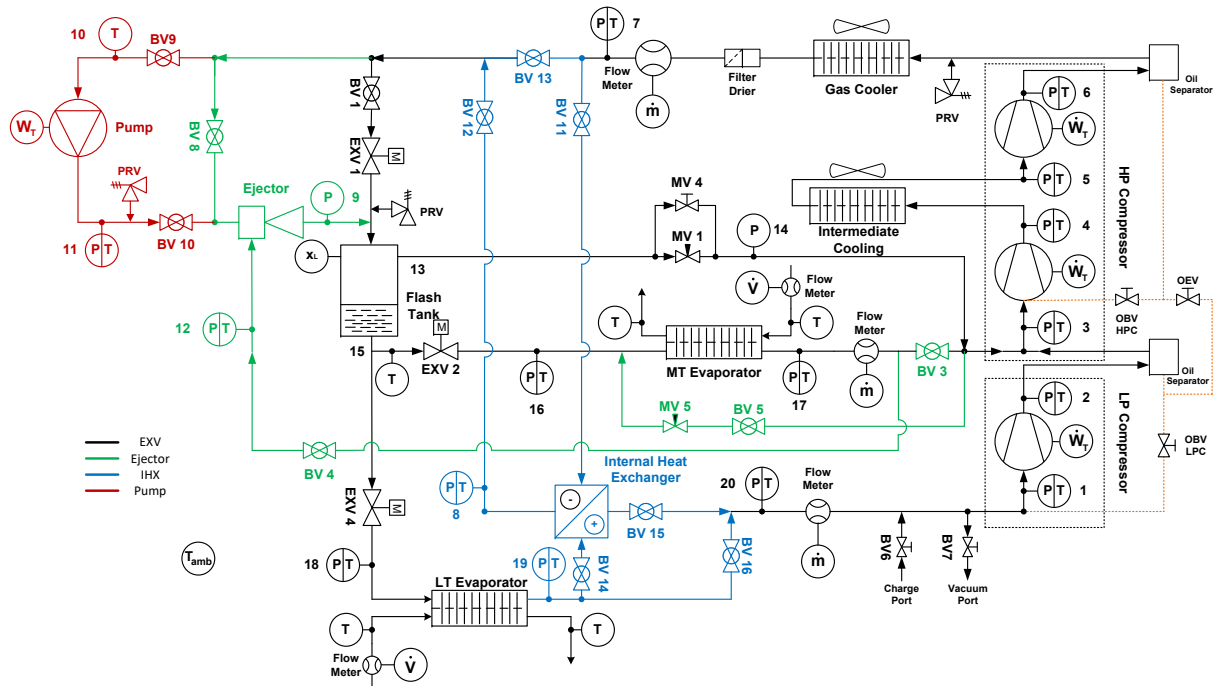 10
T
BV9
BV 13
P T
7
Flow
Meter
ṁ
Filter
Drier
Gas Cooler
PRV
Oil
Separator
P T
6
Ẇ_T
W_T
Pump
BV 8
BV 1
BV 12
BV 11
EXV 1
M
PRV
Ejector
P
9
PRV
MV 4
MV 1
P
14
Intermediate
Cooling
P T
5
HP Compressor
P T
4
Ẇ_T
P T
11
BV 10
X_L
13
Flash
Tank
M
T
V̇
Flow
Meter
T
OBV
HPC
OEV
P T
12
15
T
EXV 2
P T
16
MT Evaporator
P T
17
Flow
Meter
ṁ
BV 3
P T
3
Oil
Separator
MV 5
BV 5
P T
2
LP Compressor
Ẇ_T
OBV
LPC
EXV
Ejector
IHX
Pump
BV 4
EXV 4
M
P T
8
Internal Heat
Exchanger
-
+
BV 15
20
P T
Flow
Meter
ṁ
P T
1
BV6
BV7
Charge
Port
Vacuum
Port
T_amb
18
P T
19
P T
BV 14
BV 16
LT Evaporator
T
T
Flow
Meter
V̇